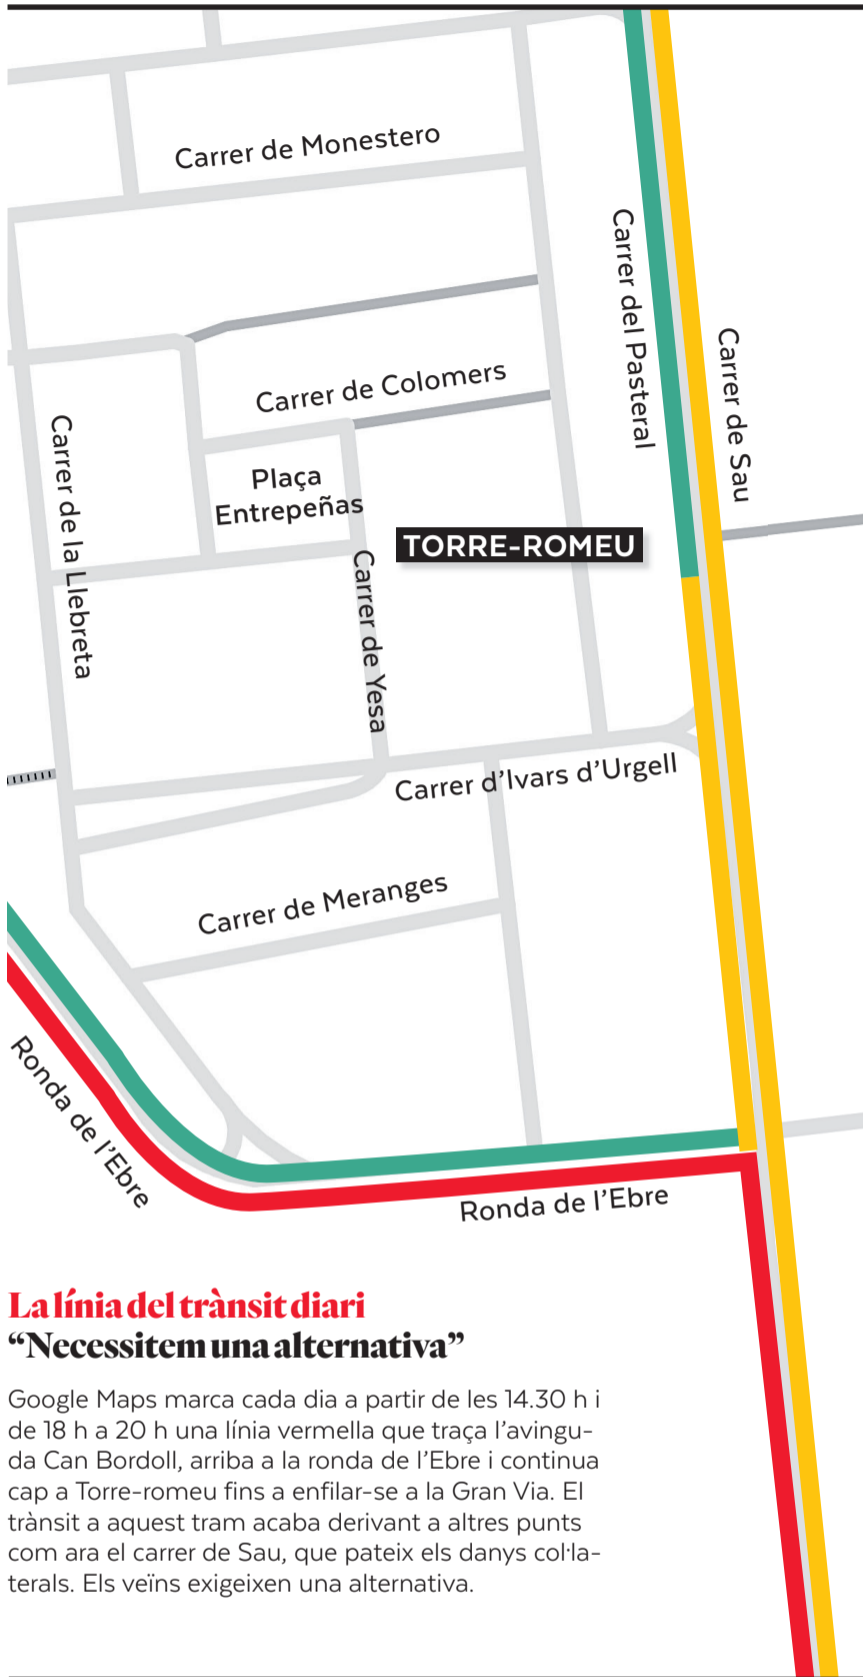 Carrer de Monestero
Carrer del Pasteral
Carrer de Sau
Carrer de Colomers
Carrer de la Llebreta
Plaça
Entrepeñas
TORRE-ROMEU
Carrer de Yesa
Carrer d’Ivars d’Urgell
Carrer de Meranges
Ronda de l’Ebre
Ronda de l’Ebre
La línia del trànsit diari
“Necessitem una alternativa”
Google Maps marca cada dia a partir de les 14.30 h i
de 18 h a 20 h una línia vermella que traça l’avingu-
da Can Bordoll, arriba a la ronda de l’Ebre i continua
cap a Torre-romeu fins a enfilar-se a la Gran Via. El
trànsit a aquest tram acaba derivant a altres punts
com ara el carrer de Sau, que pateix els danys col·la-
terals. Els veïns exigeixen una alternativa.